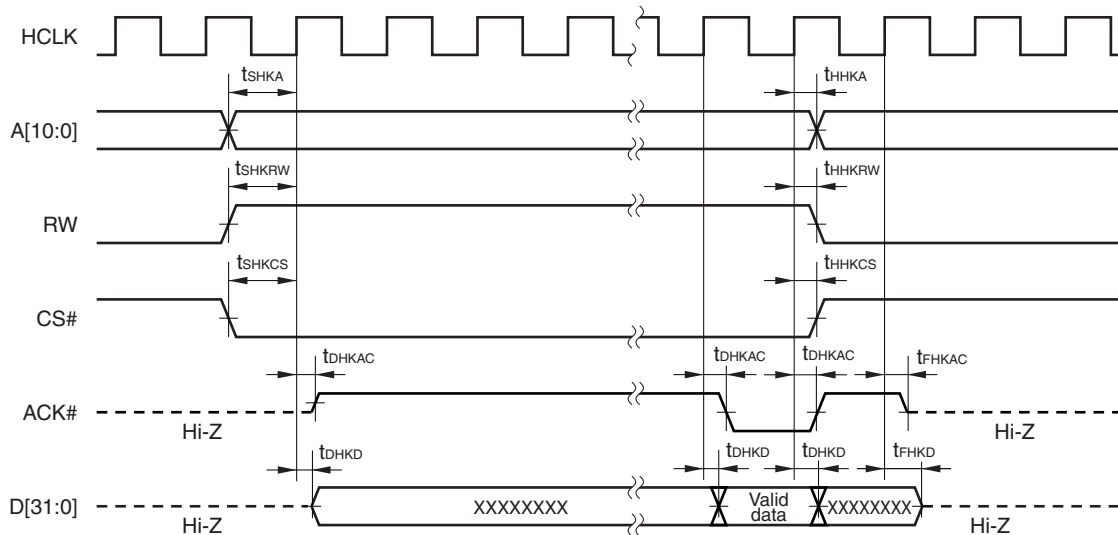 HCLK
tSHKA
tHHKA
A[10:0]
tSHKRW
tHHKRW
RW
tSHKCS
tHHKCS
CS#
tDHKAC
tDHKAC
tDHKAC
tFHKAC
ACK#
Hi-Z
Hi-Z
tDHKD
tDHKD
tDHKD
tFHKD
D[31:0]
XXXXXXXX
Valid
data
XXXXXXXX
Hi-Z
Hi-Z